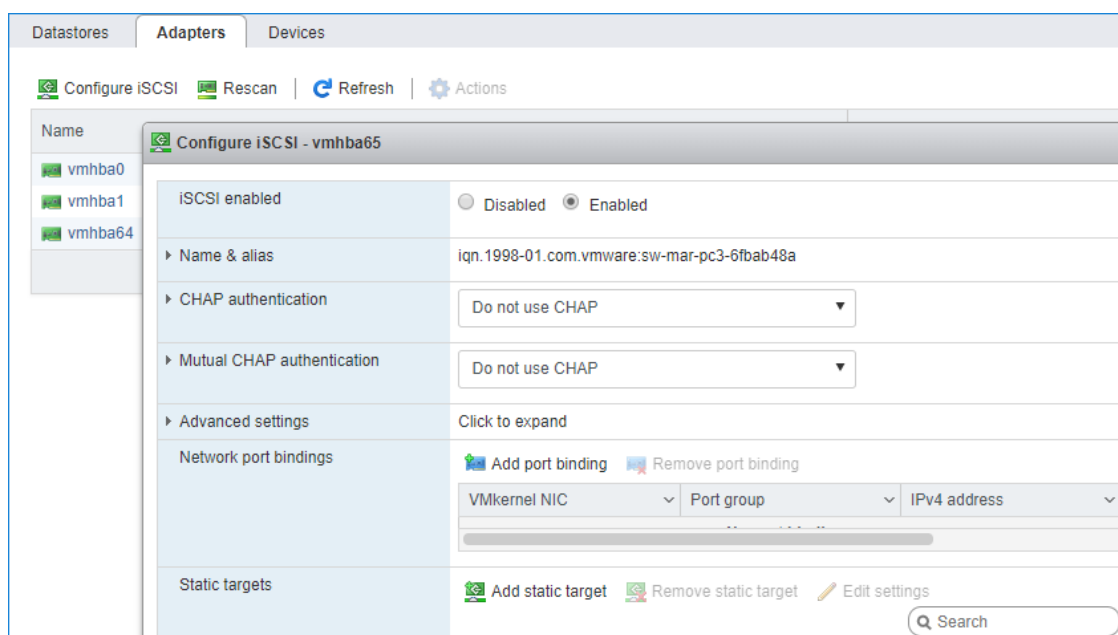 Datastores Adapters Devices
Configure iSCSI Rescan Refresh Actions
Name
Configure iSCSI - vmhba65
vmhba0
vmhba1
vmhba64
iSCSI enabled Disabled Enabled
Name & alias iqn.1998-01.com.vmware:sw-mar-pc3-6fbab48a
CHAP authentication Do not use CHAP
Mutual CHAP authentication Do not use CHAP
Advanced settings Click to expand
Network port bindings Add port binding Remove port binding
VMkernel NIC Port group IPv4 address
Static targets Add static target Remove static target Edit settings
Search